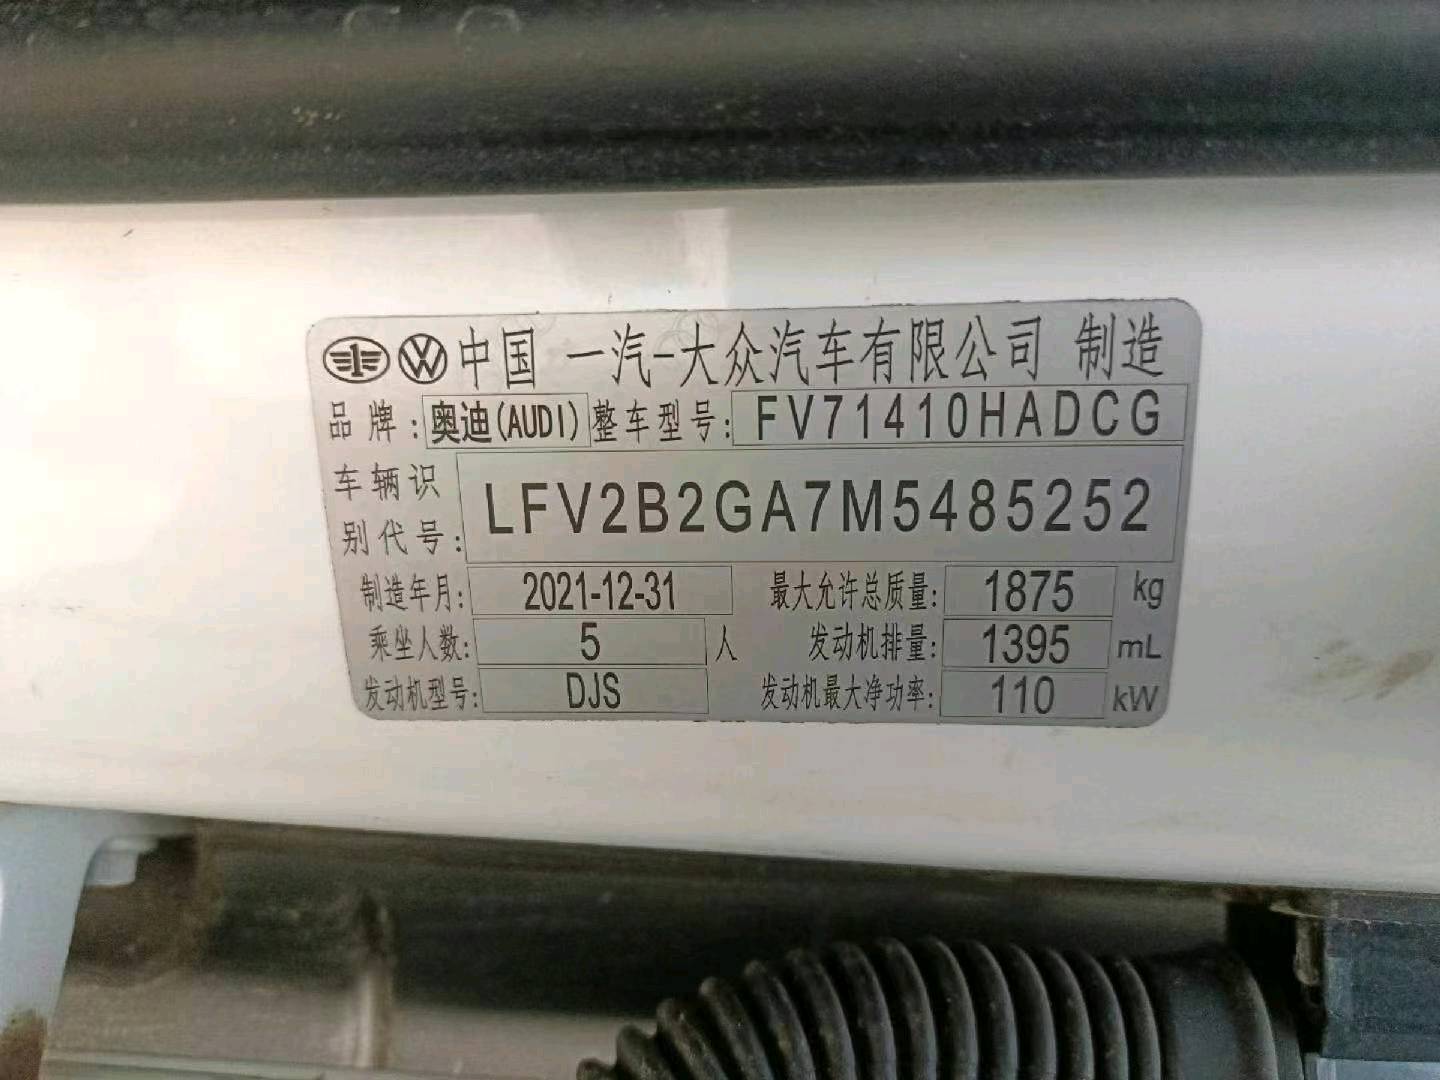 中国 一汽-大众汽车有限公司 制造
品牌: 奥迪(AUDI) 整车型号: FV71410HADCG
车辆识别代号: LFV2B2GA7M5485252
制造年月: 2021-12-31 最大允许总质量: 1875 kg
乘坐人数: 5 人 发动机排量: 1395 mL
发动机型号: DJS 发动机最大净功率: 110 kW